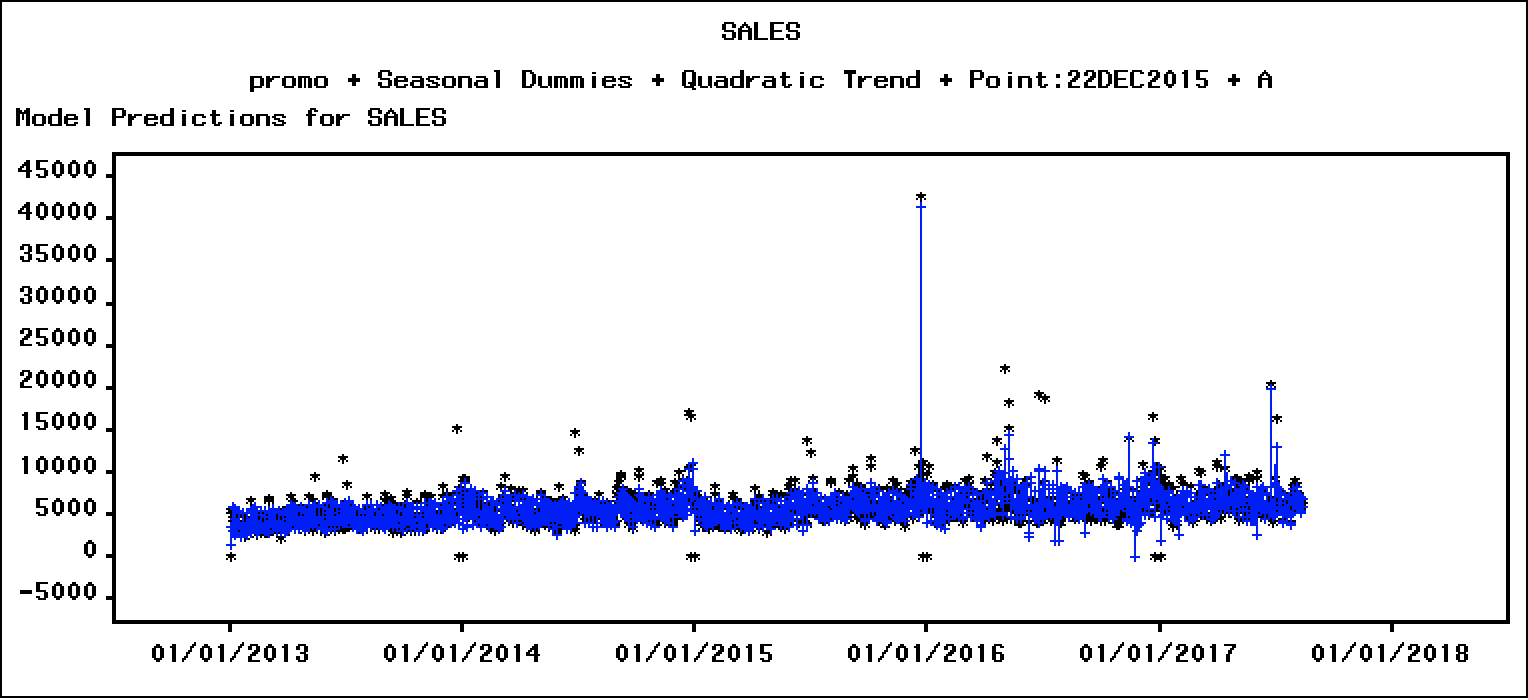 SALES
promo + Seasonal Dummies + Quadratic Trend + Point:22DEC2015 + A
Model Predictions for SALES
45000
40000
35000
30000
25000
20000
15000
10000
5000
0
-5000
01/01/2013 01/01/2014 01/01/2015 01/01/2016 01/01/2017 01/01/2018